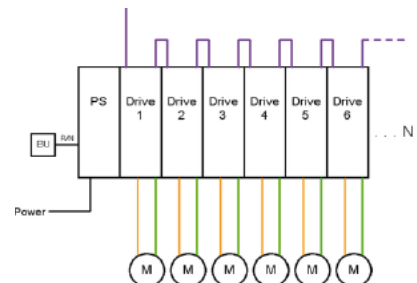 PS
Drive 1
Drive 2
Drive 3
Drive 4
Drive 5
Drive 6
. . . N
BU
Power
M
M
M
M
M
M